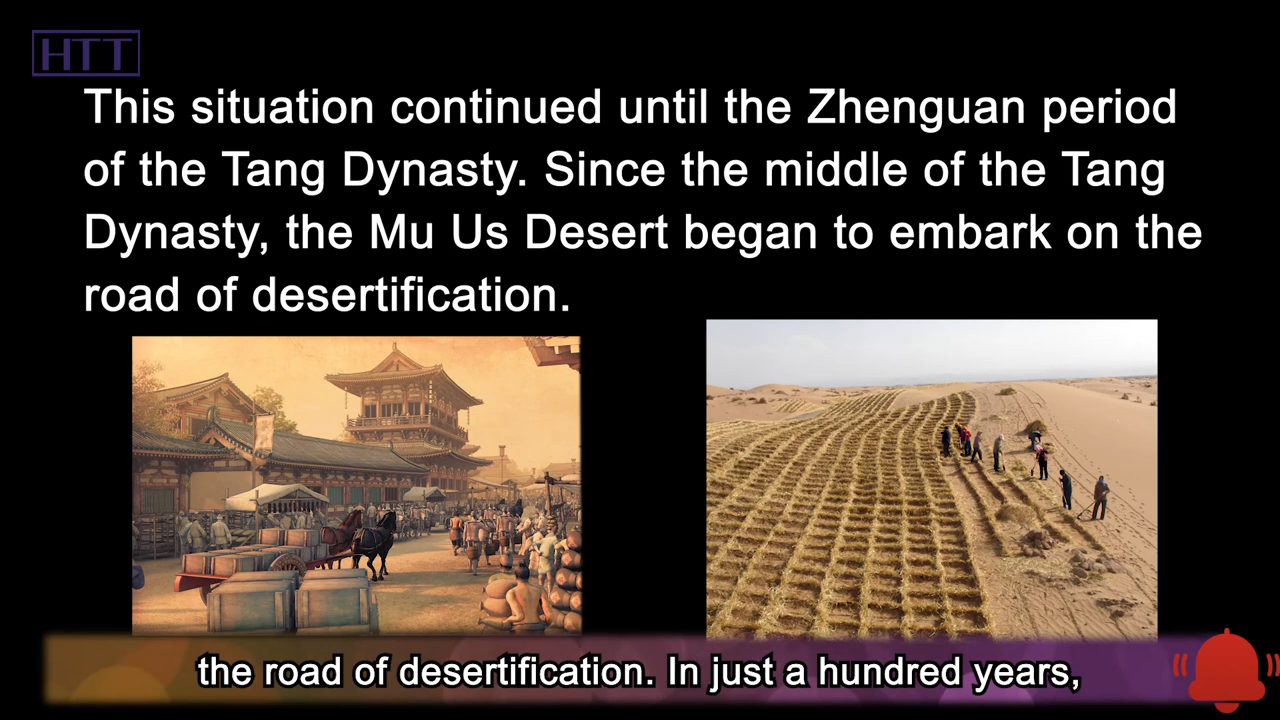 HTT
This situation continued until the Zhenguan period
of the Tang Dynasty. Since the middle of the Tang
Dynasty, the Mu Us Desert began to embark on the
road of desertification.
the road of desertification. In just a hundred years,